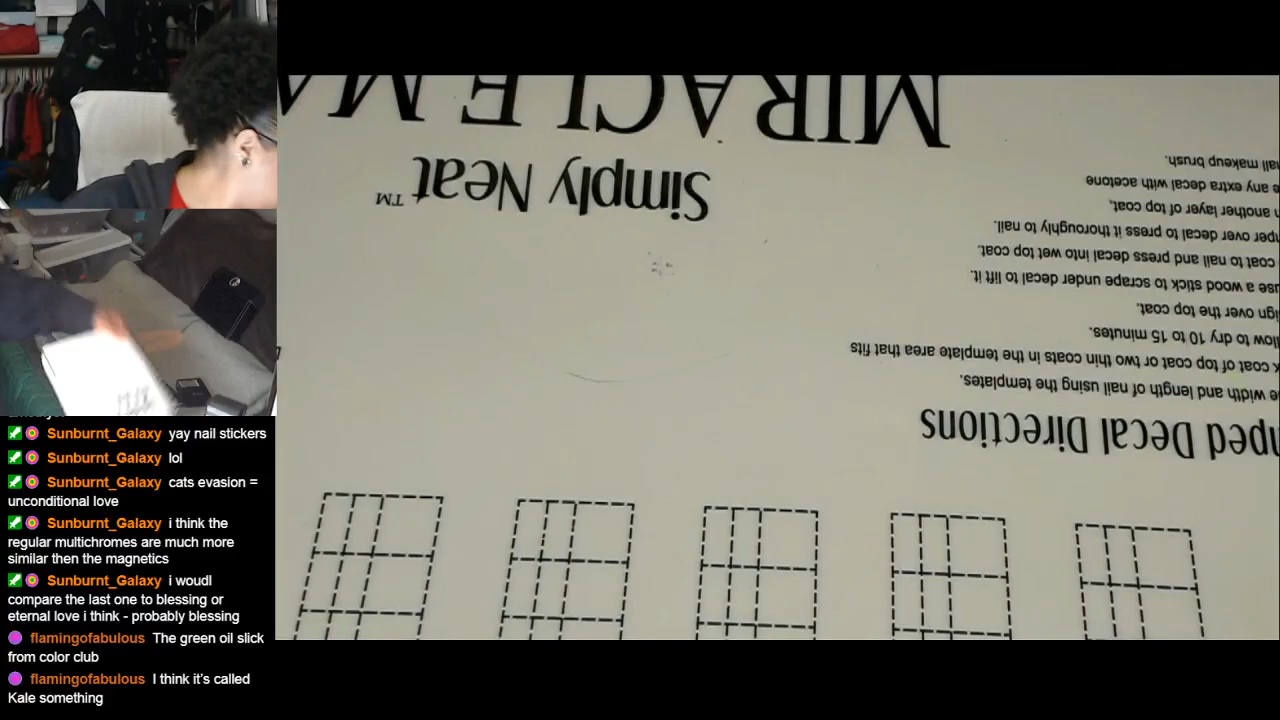 MIRACLE M
Simply Neat™
all makeup brush.
e any extra decal with acetone
another layer of top coat,
per over decal to press it thoroughly to nail.
coat to nail and press decal into wet top coat.
use a wood stick to scrape under decal to lift it.
ign over the top coat.
llow to dry 10 to 15 minutes.
coat of top coat or two thin coats in the template area that fits
e width and length of nail using the templates.
ped Decal Directions
Sunburnt_Galaxy yay nail stickers
Sunburnt_Galaxy lol
Sunburnt_Galaxy cats evasion =
unconditional love
Sunburnt_Galaxy i think the
regular multichromes are much more
similar then the magnetics
Sunburnt_Galaxy i woudl
compare the last one to blessing or
eternal love i think - probably blessing
flamingofabulous The green oil slick
from color club
flamingofabulous I think it's called
Kale something